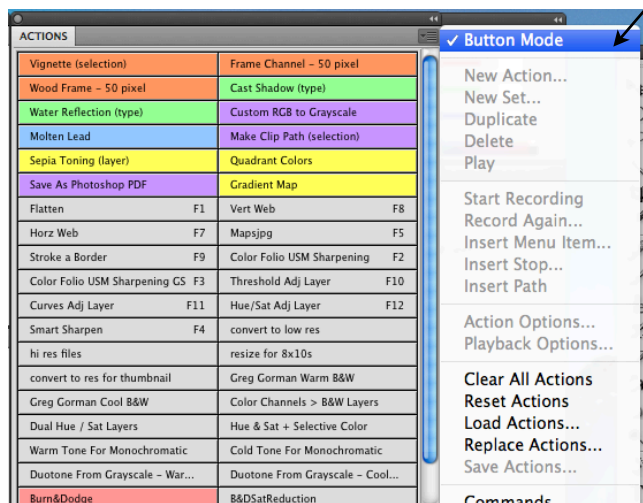 ACTIONS
Vignette (selection)
Frame Channel - 50 pixel
Wood Frame - 50 pixel
Cast Shadow (type)
Water Reflection (type)
Custom RGB to Grayscale
Molten Lead
Make Clip Path (selection)
Sepia Toning (layer)
Quadrant Colors
Save As Photoshop PDF
Gradient Map
Flatten F1
Vert Web F8
Horz Web F7
Mapsjpg F5
Stroke a Border F9
Color Folio USM Sharpening F2
Color Folio USM Sharpening GS F3
Threshold Adj Layer F10
Curves Adj Layer F11
Hue/Sat Adj Layer F12
Smart Sharpen F4
convert to low res
hi res files
resize for 8x10s
convert to res for thumbnail
Greg Gorman Warm B&W
Greg Gorman Cool B&W
Color Channels > B&W Layers
Dual Hue / Sat Layers
Hue & Sat + Selective Color
Warm Tone For Monochromatic
Cold Tone For Monochromatic
Duotone From Grayscale - War...
Duotone From Grayscale - Cool...
Burn&Dodge
B&DSatReduction
✓ Button Mode
New Action...
New Set...
Duplicate
Delete
Play
Start Recording
Record Again...
Insert Menu Item...
Insert Stop...
Insert Path
Action Options...
Playback Options...
Clear All Actions
Reset Actions
Load Actions...
Replace Actions...
Save Actions...
Commands